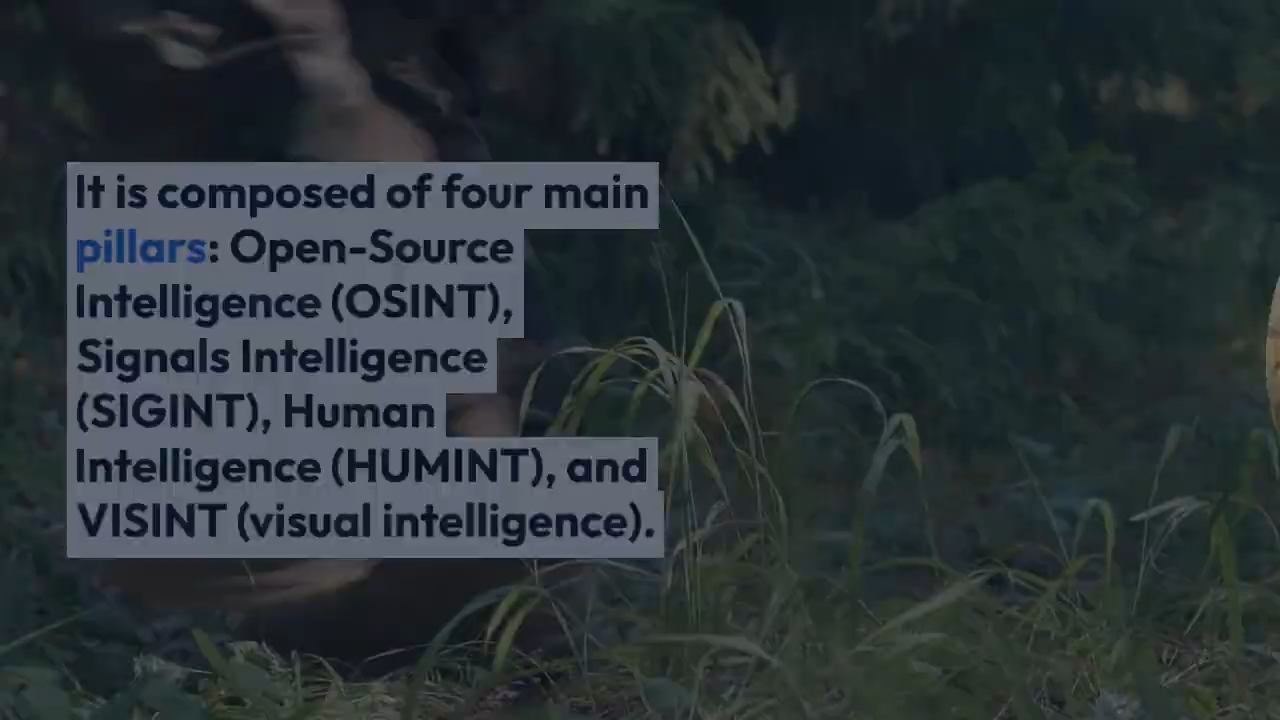 It is composed of four main
pillars: Open-Source
Intelligence (OSINT),
Signals Intelligence
(SIGINT), Human
Intelligence (HUMINT), and
VISINT (visual intelligence).